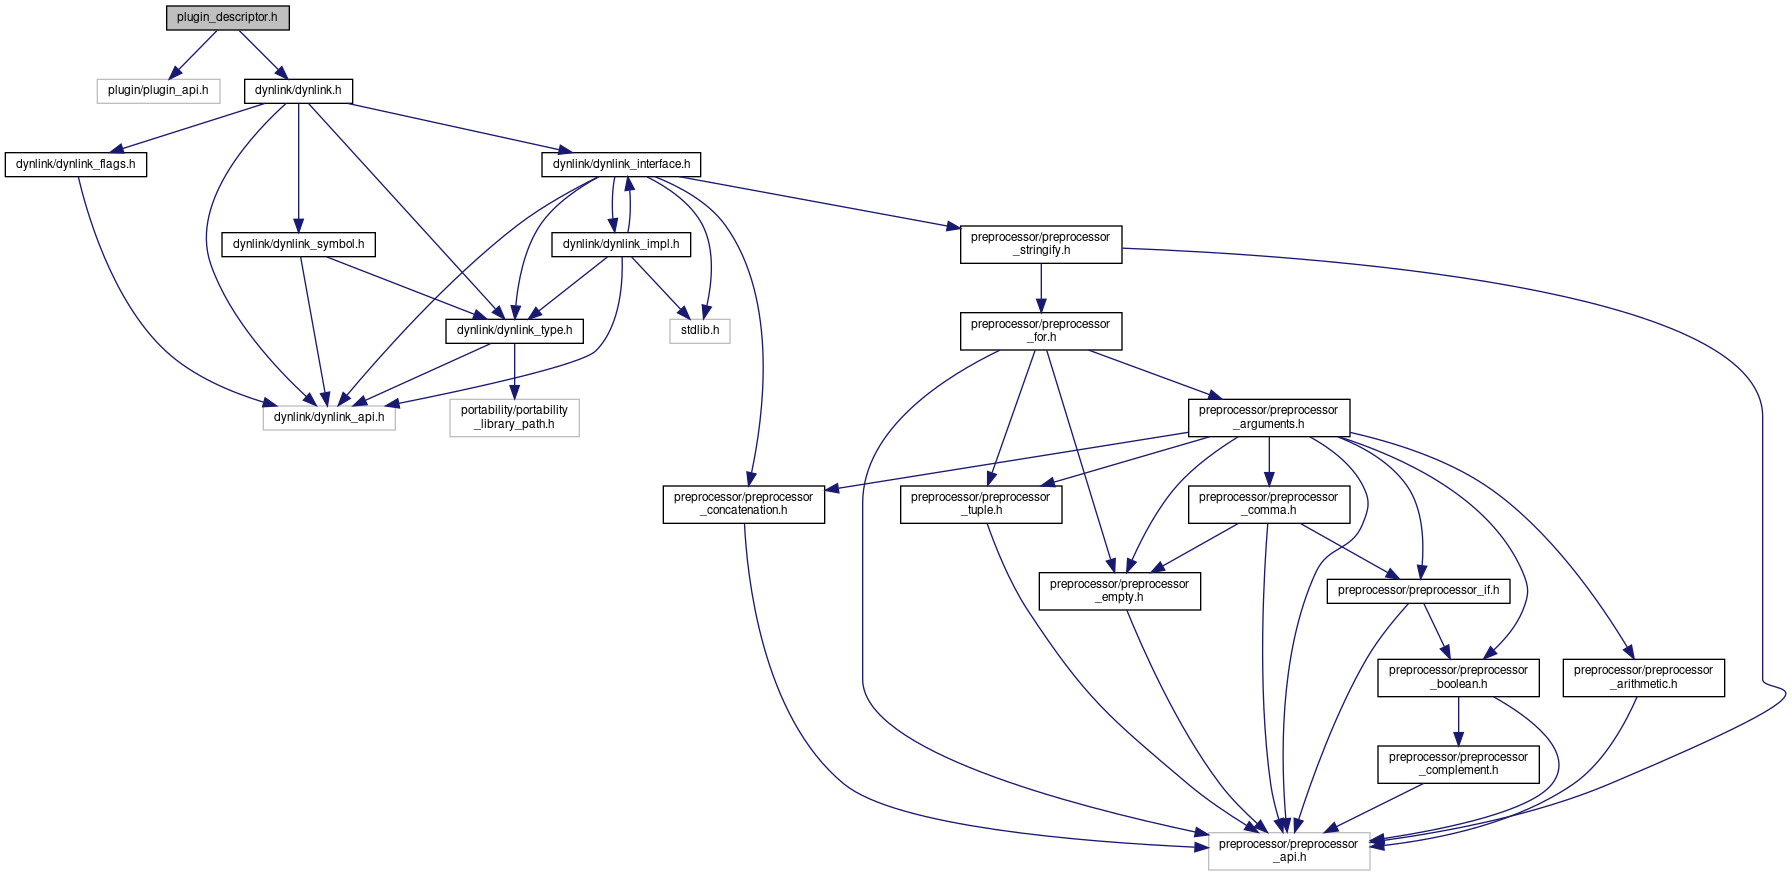 plugin_descriptor.h
plugin/plugin_api.h
dynlink/dynlink.h
dynlink/dynlink_flags.h
dynlink/dynlink_interface.h
dynlink/dynlink_symbol.h
dynlink/dynlink_impl.h
preprocessor/preprocessor
_stringify.h
dynlink/dynlink_type.h
stdlib.h
preprocessor/preprocessor
_for.h
dynlink/dynlink_api.h
portability/portability
_library_path.h
preprocessor/preprocessor
_arguments.h
preprocessor/preprocessor
_concatenation.h
preprocessor/preprocessor
_tuple.h
preprocessor/preprocessor
_comma.h
preprocessor/preprocessor
_empty.h
preprocessor/preprocessor_if.h
preprocessor/preprocessor
_boolean.h
preprocessor/preprocessor
_arithmetic.h
preprocessor/preprocessor
_complement.h
preprocessor/preprocessor
_api.h